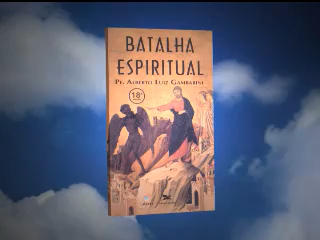 BATALHA
ESPIRITUAL
PE. ALBERTO LUIZ GAMBARINI
18ª